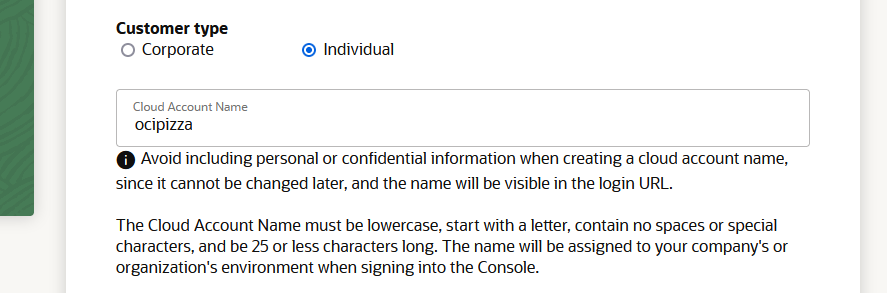 Customer type
Corporate Individual
Cloud Account Name
ocipizza
Avoid including personal or confidential information when creating a cloud account name,
since it cannot be changed later, and the name will be visible in the login URL.
The Cloud Account Name must be lowercase, start with a letter, contain no spaces or special
characters, and be 25 or less characters long. The name will be assigned to your company's or
organization's environment when signing into the Console.